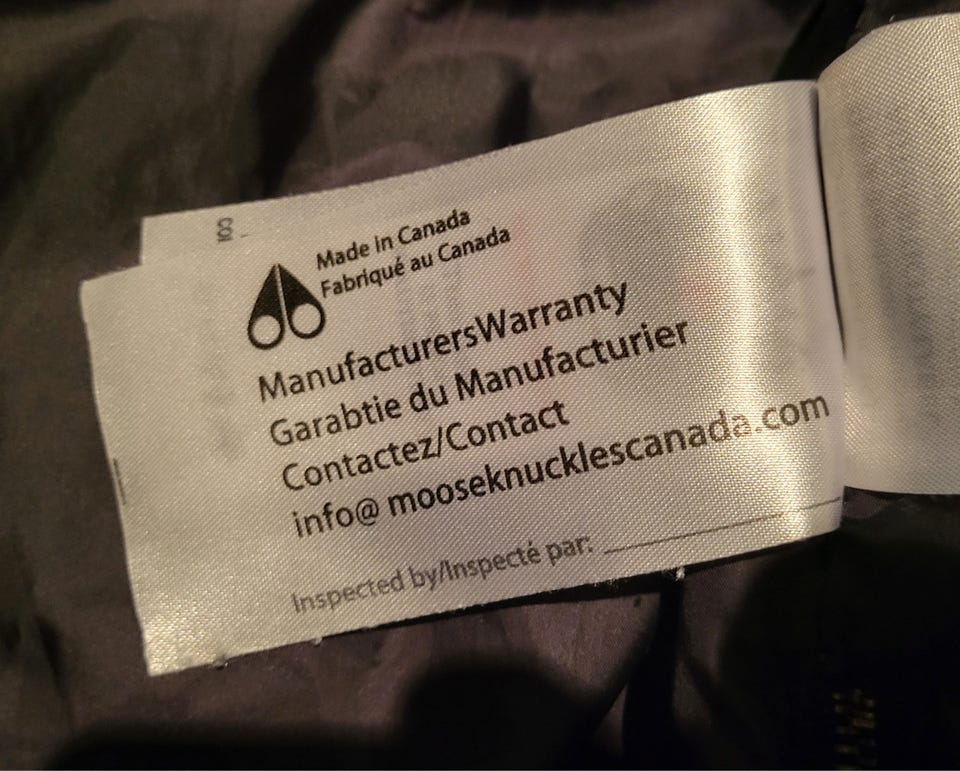 Made in Canada
Fabriqué au Canada
ManufacturersWarranty
Garabtie du Manufacturier
Contactez/Contact
info@ mooseknucklescanada.com
Inspected by/Inspecté par: